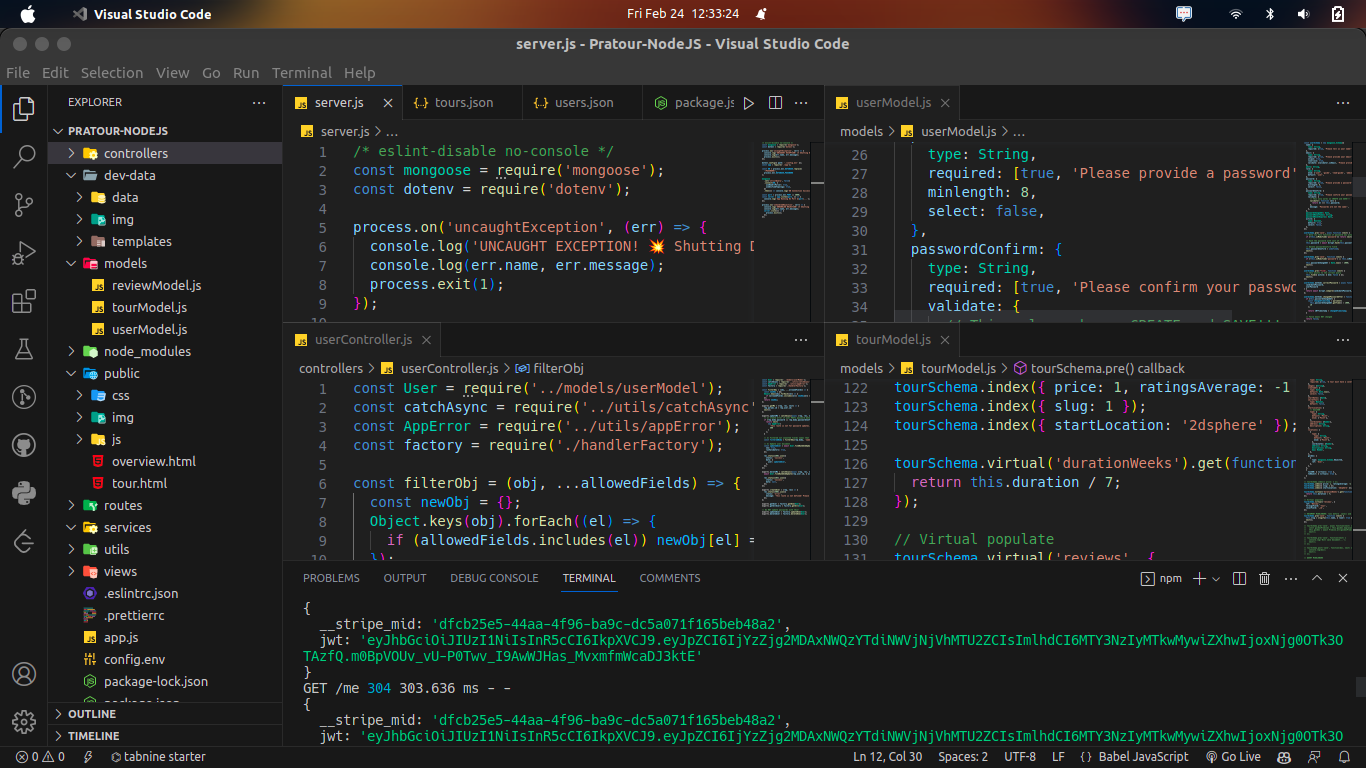 Visual Studio Code
Fri Feb 24 12:33:24
server.js - Pratour-NodeJS - Visual Studio Code
File Edit Selection View Go Run Terminal Help
EXPLORER
PRATOUR-NODEJS
controllers
dev-data
data
img
templates
models
reviewModel.js
tourModel.js
userModel.js
node_modules
public
css
img
js
overview.html
tour.html
routes
services
utils
views
.eslintrc.json
.prettierrc
app.js
config.env
package-lock.json
OUTLINE
TIMELINE
server.js tours.json users.json package.js
server.js > ...
1 /* eslint-disable no-console */
2 const mongoose = require('mongoose');
3 const dotenv = require('dotenv');
4
5 process.on('uncaughtException', (err) => {
6 console.log('UNCAUGHT EXCEPTION! 💥 Shutting D
7 console.log(err.name, err.message);
8 process.exit(1);
9 });
userModel.js
models > userModel.js > ...
26 type: String,
27 required: [true, 'Please provide a password'
28 minlength: 8,
29 select: false,
30 },
31 passwordConfirm: {
32 type: String,
33 required: [true, 'Please confirm your passwo
34 validate: {
userController.js
controllers > userController.js > filterObj
1 const User = require('../models/userModel');
2 const catchAsync = require('../utils/catchAsync'
3 const AppError = require('../utils/appError');
4 const factory = require('./handlerFactory');
5
6 const filterObj = (obj, ...allowedFields) => {
7 const newObj = {};
8 Object.keys(obj).forEach((el) => {
9 if (allowedFields.includes(el)) newObj[el] =
10 });
tourModel.js
models > tourModel.js > tourSchema.pre() callback
122 tourSchema.index({ price: 1, ratingsAverage: -1
123 tourSchema.index({ slug: 1 });
124 tourSchema.index({ startLocation: '2dsphere' });
125
126 tourSchema.virtual('durationWeeks').get(function
127 return this.duration / 7;
128 });
129
130 // Virtual populate
131 tourSchema.virtual('reviews', {
PROBLEMS OUTPUT DEBUG CONSOLE TERMINAL COMMENTS
npm
{
__stripe_mid: 'dfcb25e5-44aa-4f96-ba9c-dc5a071f165beb48a2',
jwt: 'eyJhbGciOiJIUzI1NiIsInR5cCI6IkpXVCJ9.eyJpZCI6IjYzZjg2MDAxNWQzYTdiNWVjNjVhMTU2ZCIsImlhdCI6MTY3NzIyMTkwMywiZXhwIjoxNjg0OTk3O
TAzfQ.m0BpVOUv_vU-P0Twv_I9AwWJHas_MvxmfmWcaDJ3ktE'
}
GET /me 304 303.636 ms - -
{
__stripe_mid: 'dfcb25e5-44aa-4f96-ba9c-dc5a071f165beb48a2',
jwt: 'eyJhbGciOiJIUzI1NiIsInR5cCI6IkpXVCJ9.eyJpZCI6IjYzZjg2MDAxNWQzYTdiNWVjNjVhMTU2ZCIsImlhdCI6MTY3NzIyMTkwMywiZXhwIjoxNjg0OTk3O
0 0 tabnine starter Ln 12, Col 30 Spaces: 2 UTF-8 LF {} Babel JavaScript Go Live